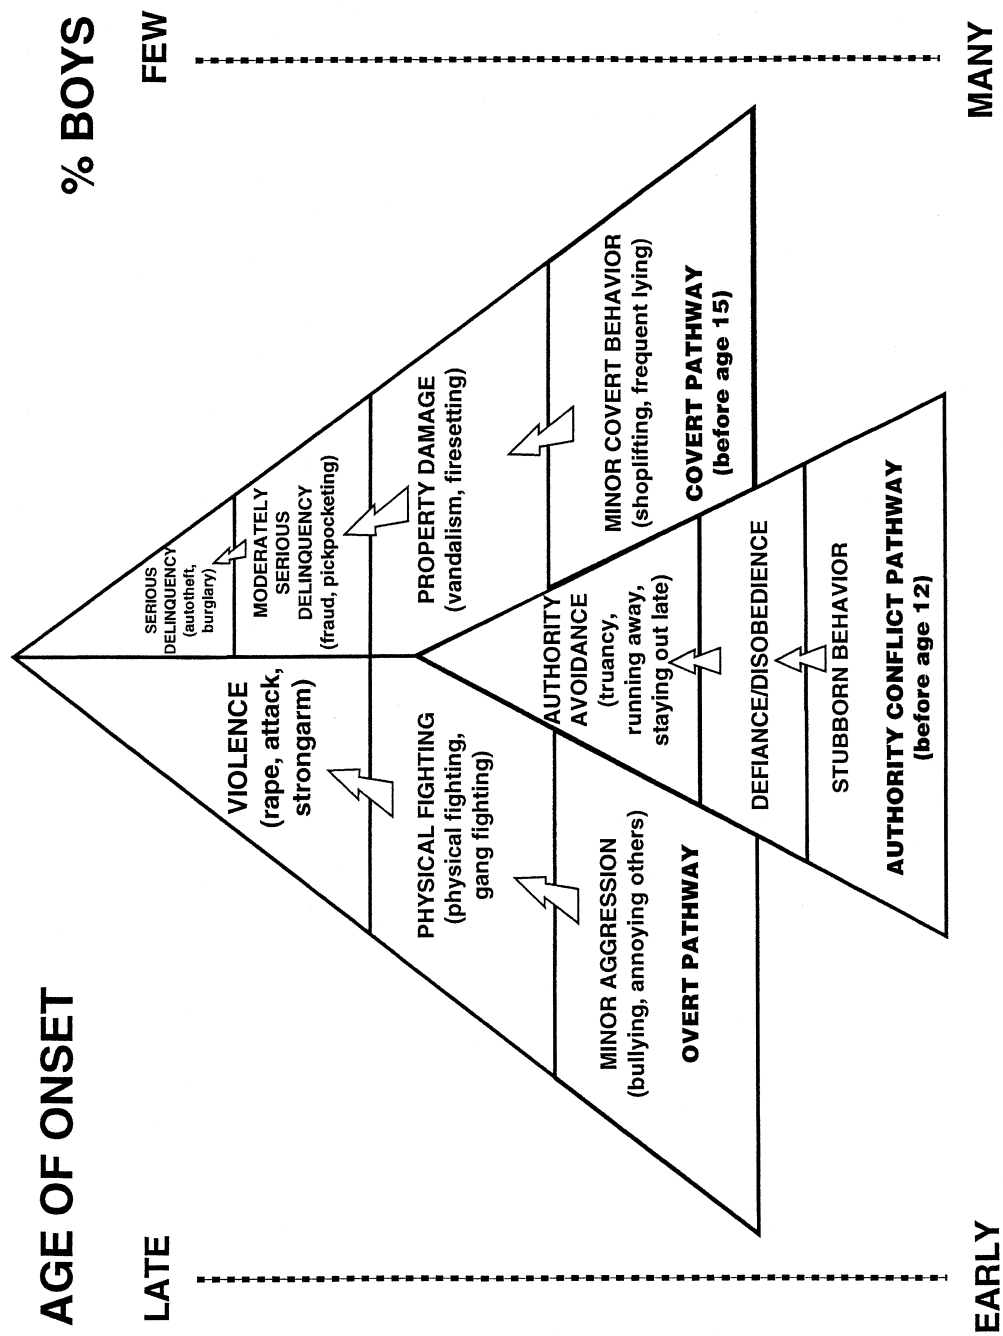 AGE OF ONSET
% BOYS
LATE
FEW
SERIOUS
DELINQUENCY
(autotheft,
burglary)
VIOLENCE
(rape, attack,
strongarm)
MODERATELY
SERIOUS
DELINQUENCY
(fraud, pickpocketing)
PHYSICAL FIGHTING
(physical fighting,
gang fighting)
PROPERTY DAMAGE
(vandalism, firesetting)
AUTHORITY
AVOIDANCE
(truancy,
running away,
staying out late)
MINOR AGGRESSION
(bullying, annoying others)
OVERT PATHWAY
MINOR COVERT BEHAVIOR
(shoplifting, frequent lying)
COVERT PATHWAY
(before age 15)
DEFIANCE/DISOBEDIENCE
STUBBORN BEHAVIOR
AUTHORITY CONFLICT PATHWAY
(before age 12)
EARLY
MANY